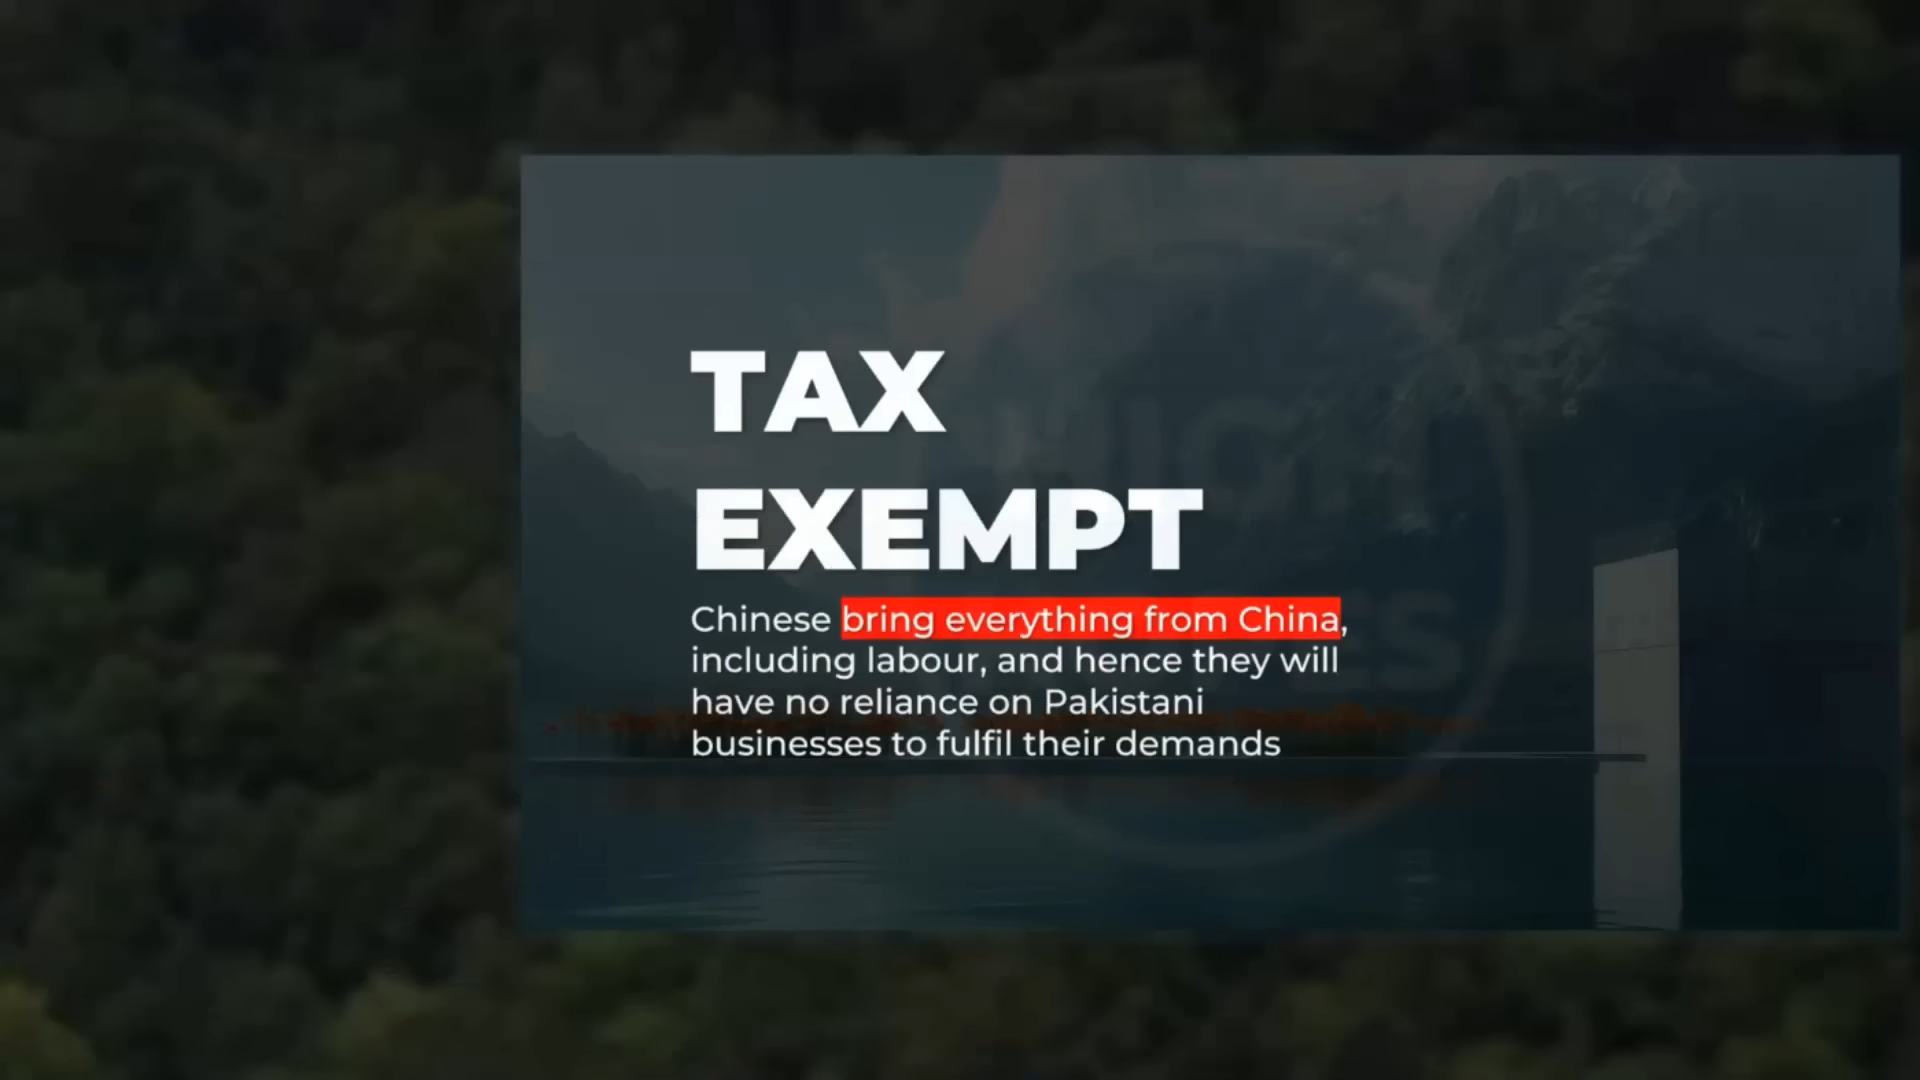 TAX
EXEMPT
Chinese bring everything from China,
including labour, and hence they will
have no reliance on Pakistani
businesses to fulfil their demands